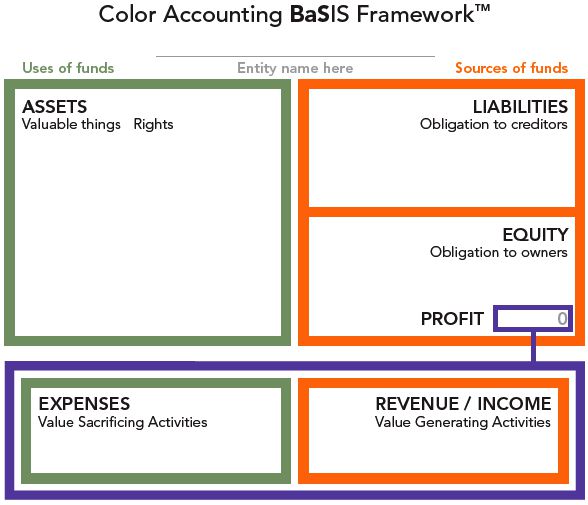 Color Accounting BaSIS Framework™
Uses of funds
Entity name here
Sources of funds
ASSETS
Valuable things Rights
LIABILITIES
Obligation to creditors
EQUITY
Obligation to owners
PROFIT 0
EXPENSES
Value Sacrificing Activities
REVENUE / INCOME
Value Generating Activities